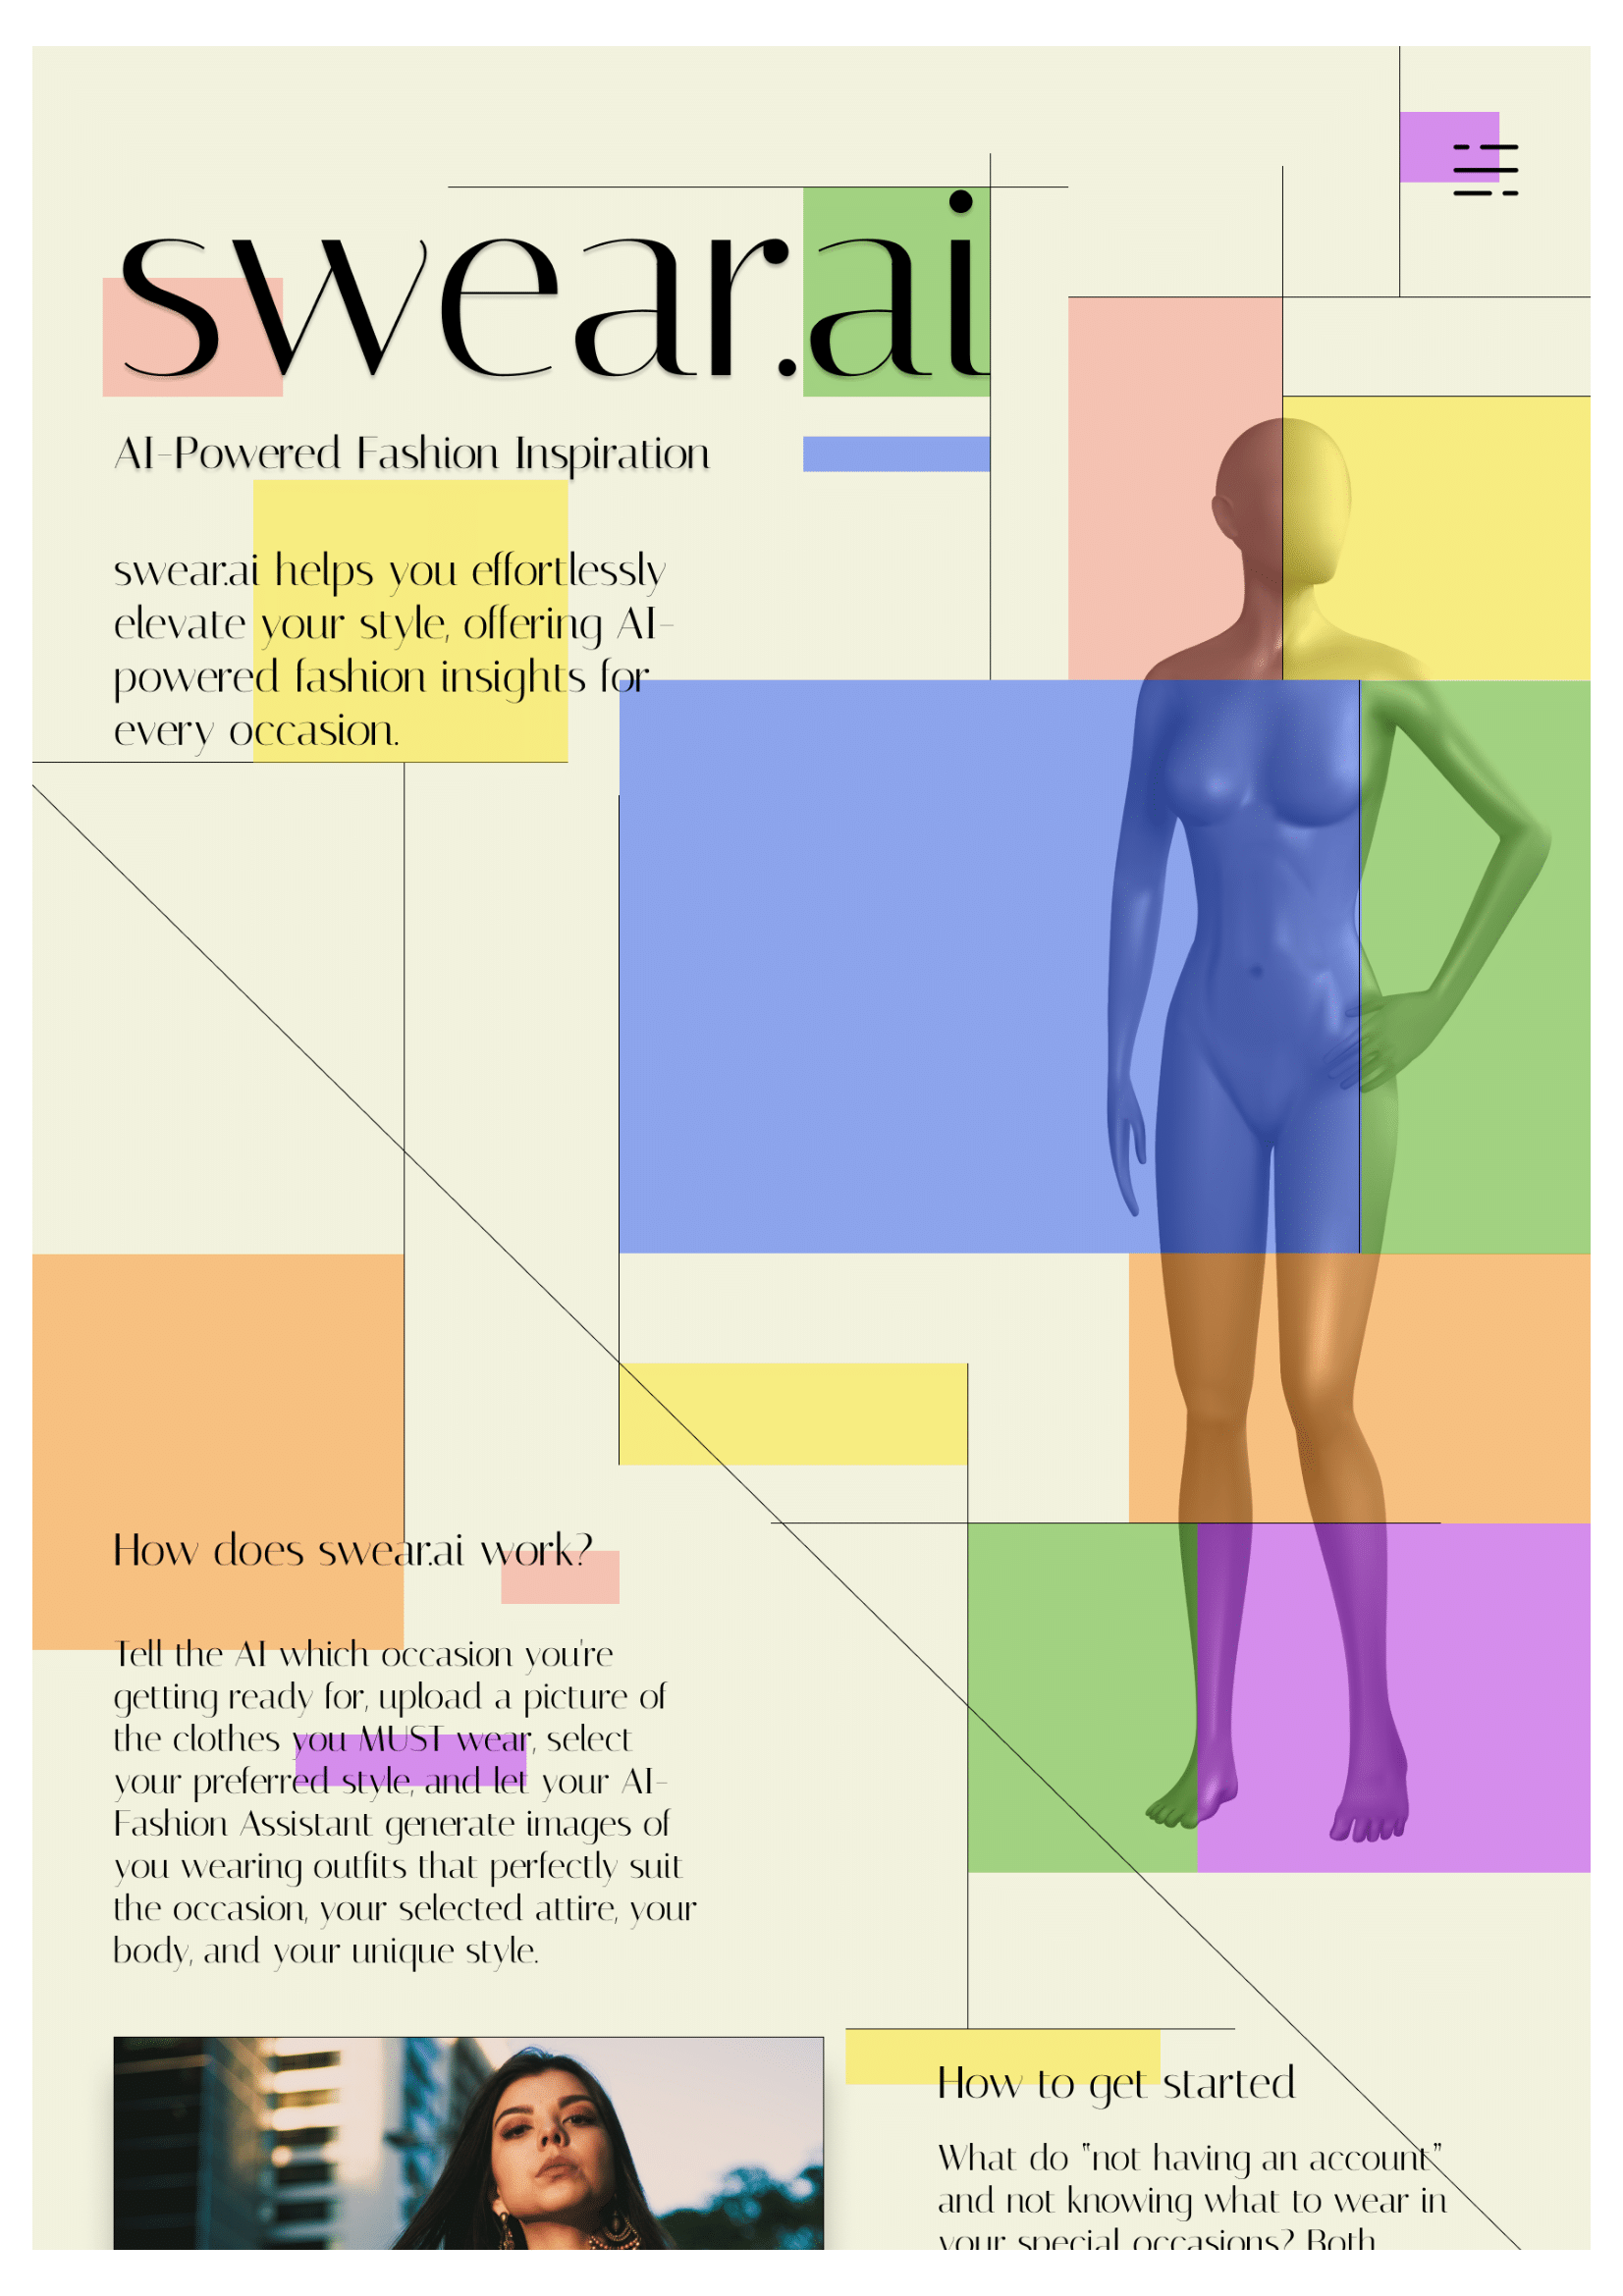 swear.ai
AI-Powered Fashion Inspiration
swear.ai helps you effortlessly
elevate your style, offering AI-
powered fashion insights for
every occasion.
How does swear.ai work?
Tell the AI which occasion you're
getting ready for, upload a picture of
the clothes you MUST wear, select
your preferred style, and let your AI-
Fashion Assistant generate images of
you wearing outfits that perfectly suit
the occasion, your selected attire, your
body, and your unique style.
How to get started
What do "not having an account"
and not knowing what to wear in
your special occasions? Both